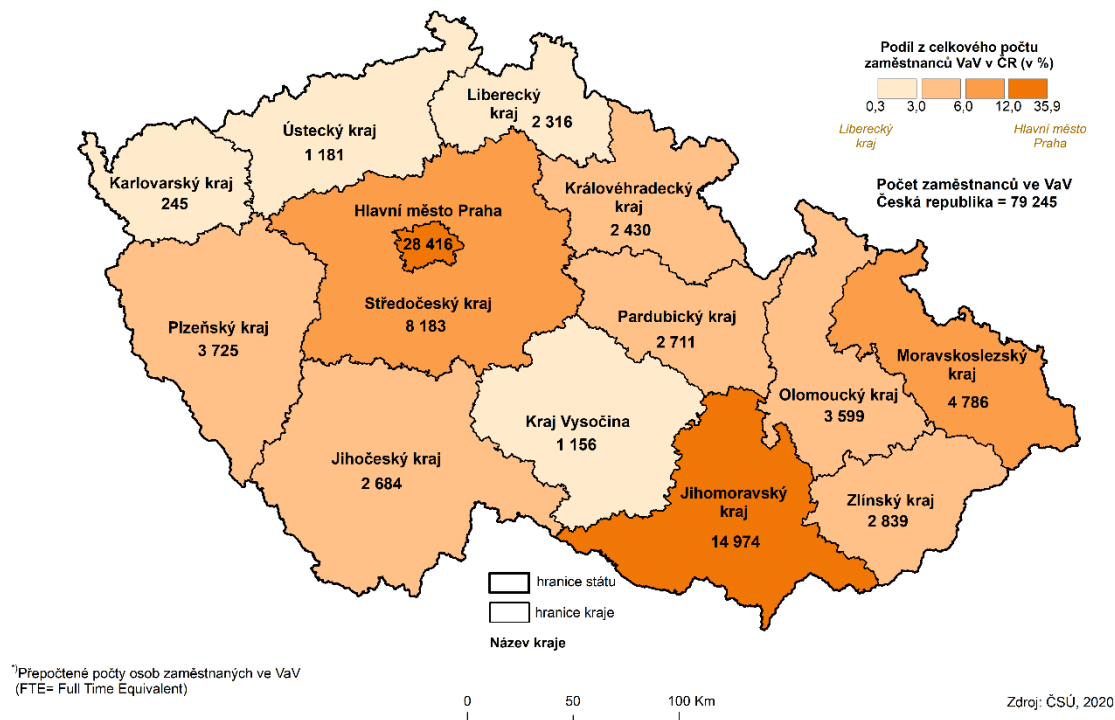 Podíl z celkového počtu
zaměstnanců VaV v ČR (v %)
0,3 3,0 6,0 12,0 35,9
Liberecký
kraj
Hlavní město
Praha
Počet zaměstnanců ve VaV
Česká republika = 79 245
Liberecký
kraj 2 316
Ústecký kraj
1 181
Karlovarský kraj
245
Královéhradecký
kraj
2 430
Hlavní město Praha
28 416
Středočeský kraj
8 183
Plzeňský kraj
3 725
Pardubický kraj
2 711
Moravskoslezský
kraj
4 786
Olomoucký kraj
3 599
Kraj Vysočina
1 156
Jihočeský kraj
2 684
Jihomoravský
kraj
14 974
Zlínský kraj
2 839
hranice státu
hranice kraje
Název kraje
*)Přepočtené počty osob zaměstnaných ve VaV
(FTE= Full Time Equivalent)
0 50 100 Km
Zdroj: ČSÚ, 2020